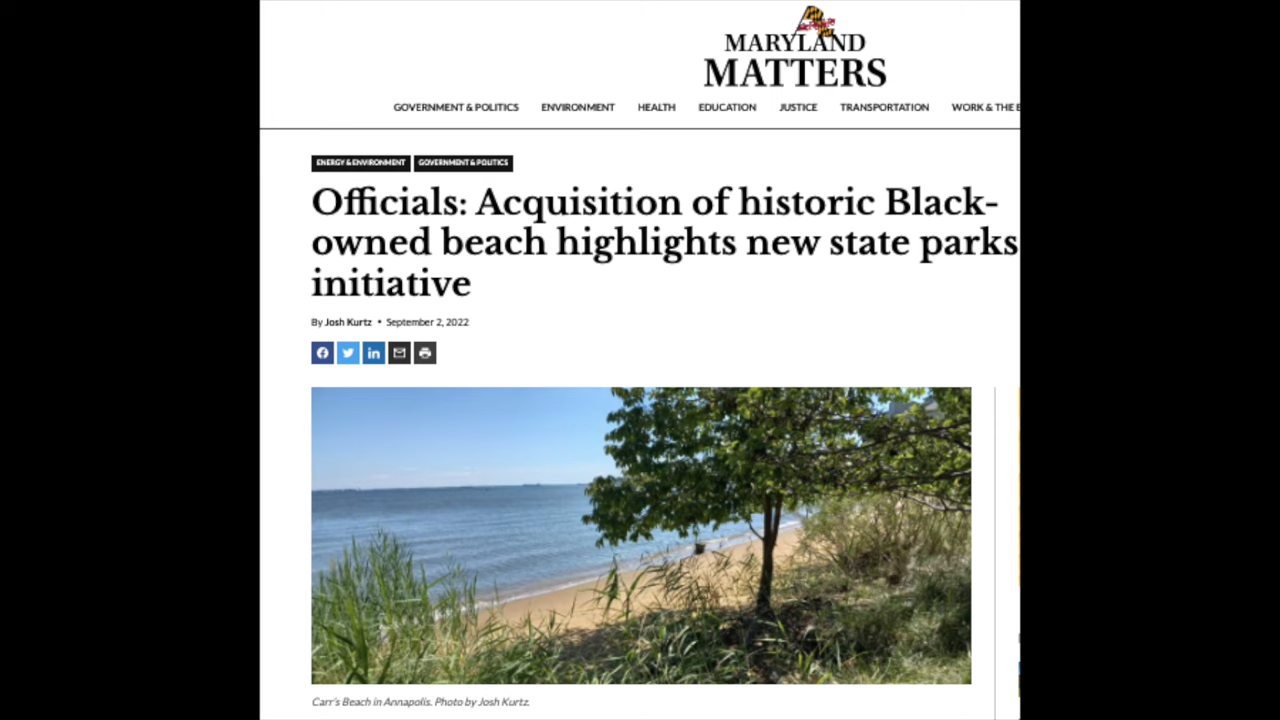 MARYLAND
MATTERS
GOVERNMENT & POLITICS ENVIRONMENT HEALTH EDUCATION JUSTICE TRANSPORTATION WORK & THE E
ENERGY & ENVIRONMENT GOVERNMENT & POLITICS
Officials: Acquisition of historic Black-
owned beach highlights new state parks
initiative
By Josh Kurtz • September 2, 2022
Carr's Beach in Annapolis. Photo by Josh Kurtz.